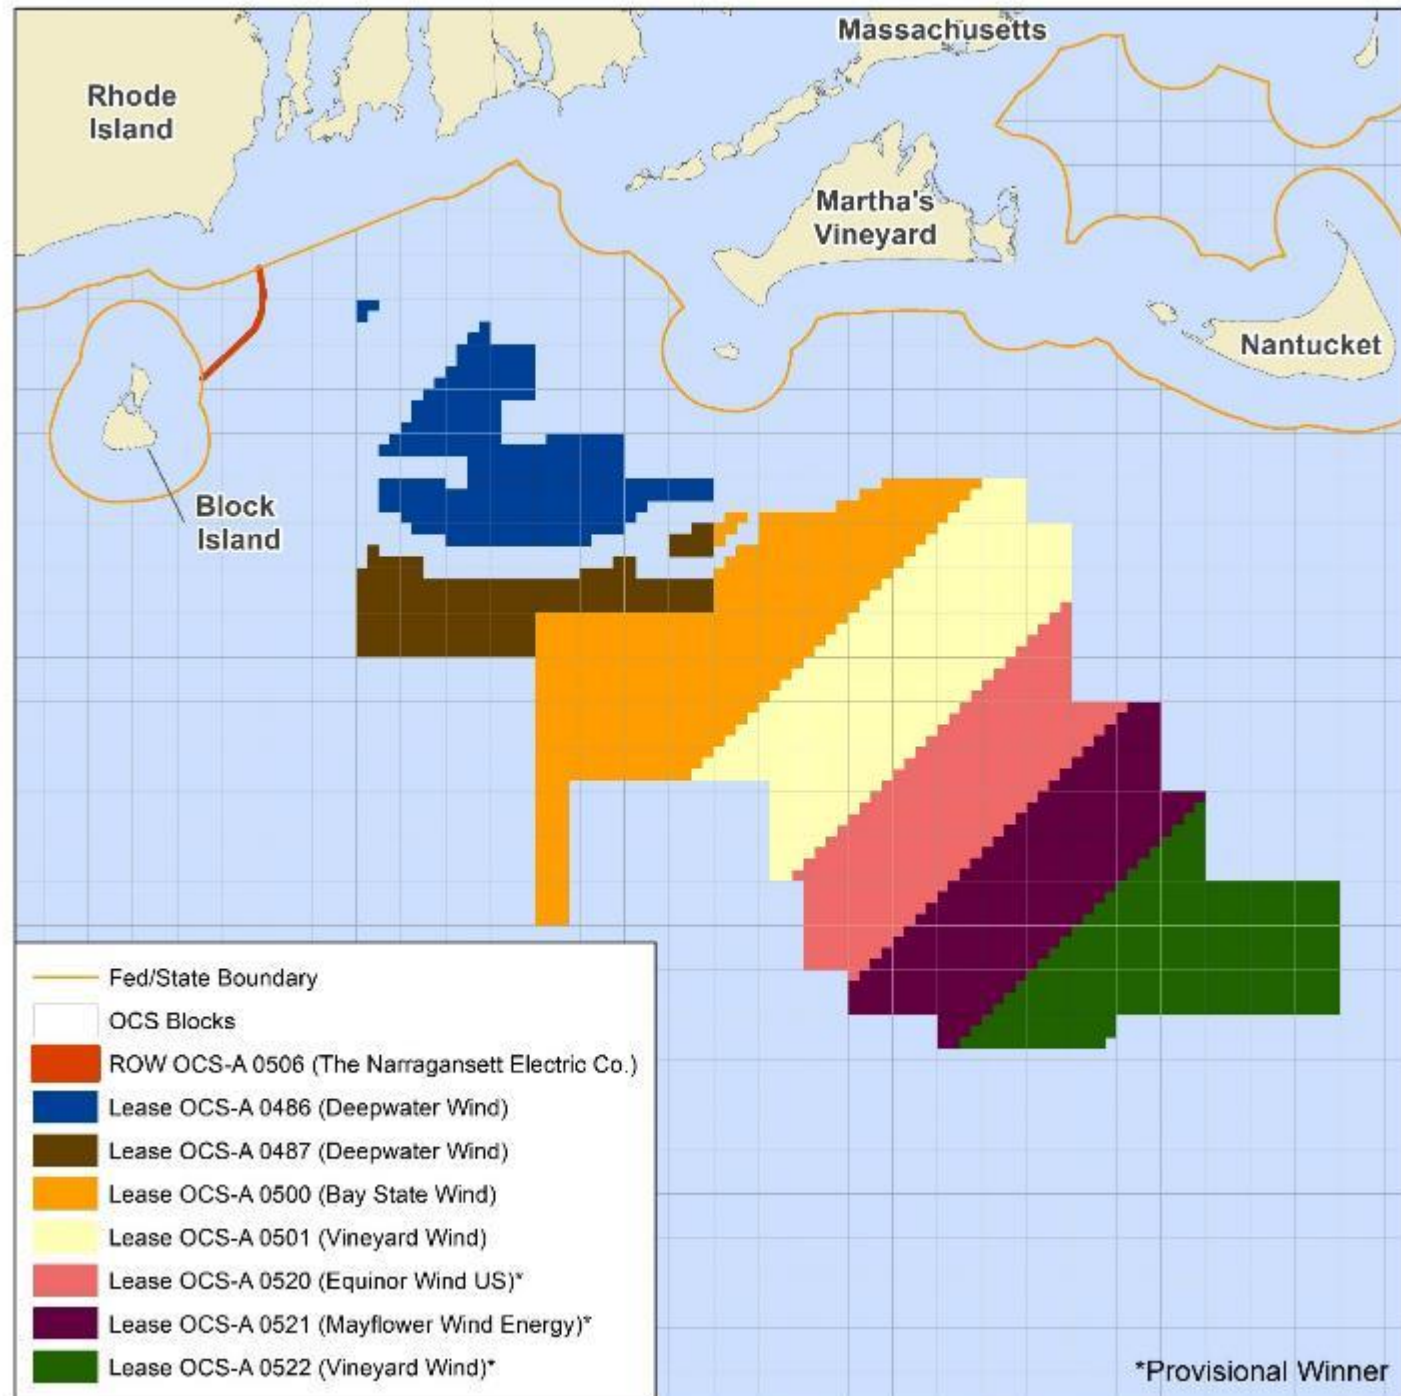 Massachusetts
Rhode
Island
Martha's
Vineyard
Nantucket
Block
Island
Fed/State Boundary
OCS Blocks
ROW OCS-A 0506 (The Narragansett Electric Co.)
Lease OCS-A 0486 (Deepwater Wind)
Lease OCS-A 0487 (Deepwater Wind)
Lease OCS-A 0500 (Bay State Wind)
Lease OCS-A 0501 (Vineyard Wind)
Lease OCS-A 0520 (Equinor Wind US)*
Lease OCS-A 0521 (Mayflower Wind Energy)*
Lease OCS-A 0522 (Vineyard Wind)*
*Provisional Winner